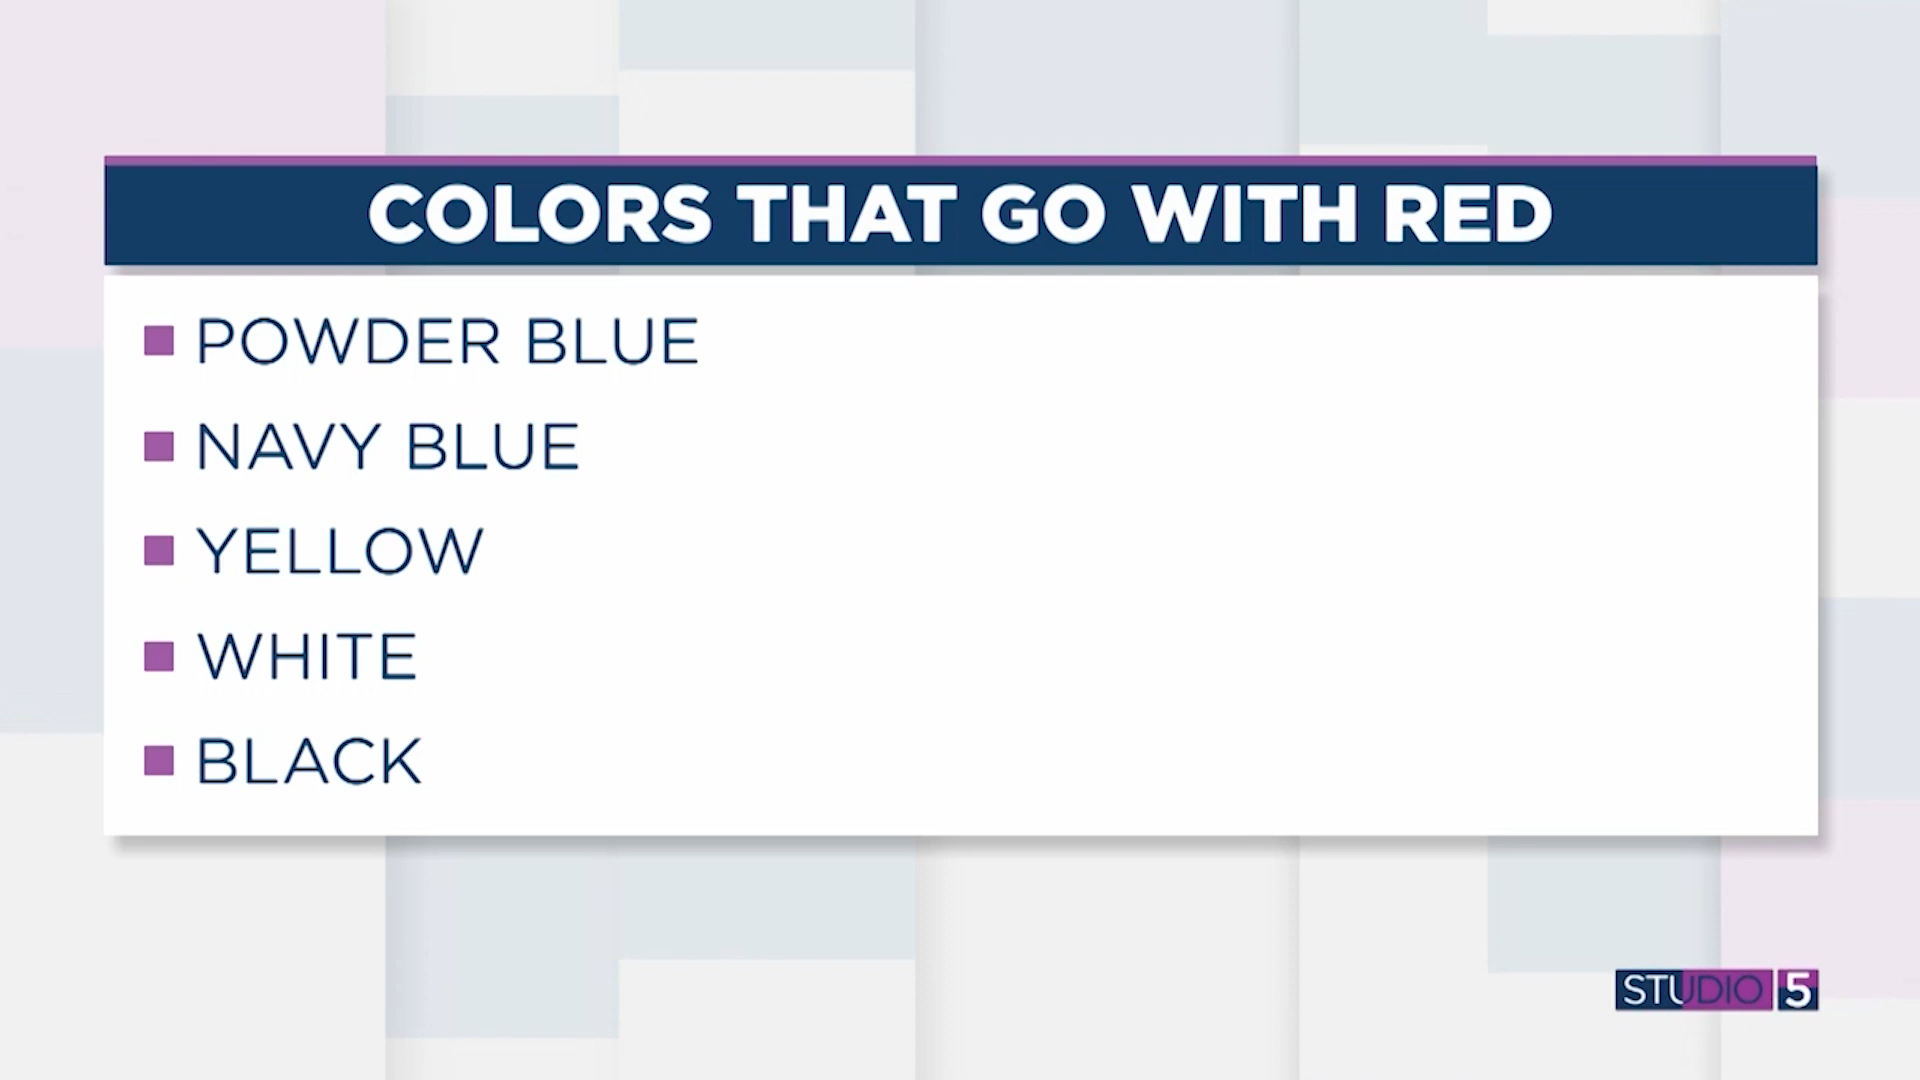 COLORS THAT GO WITH RED
POWDER BLUE
NAVY BLUE
YELLOW
WHITE
BLACK
STUDIO 5